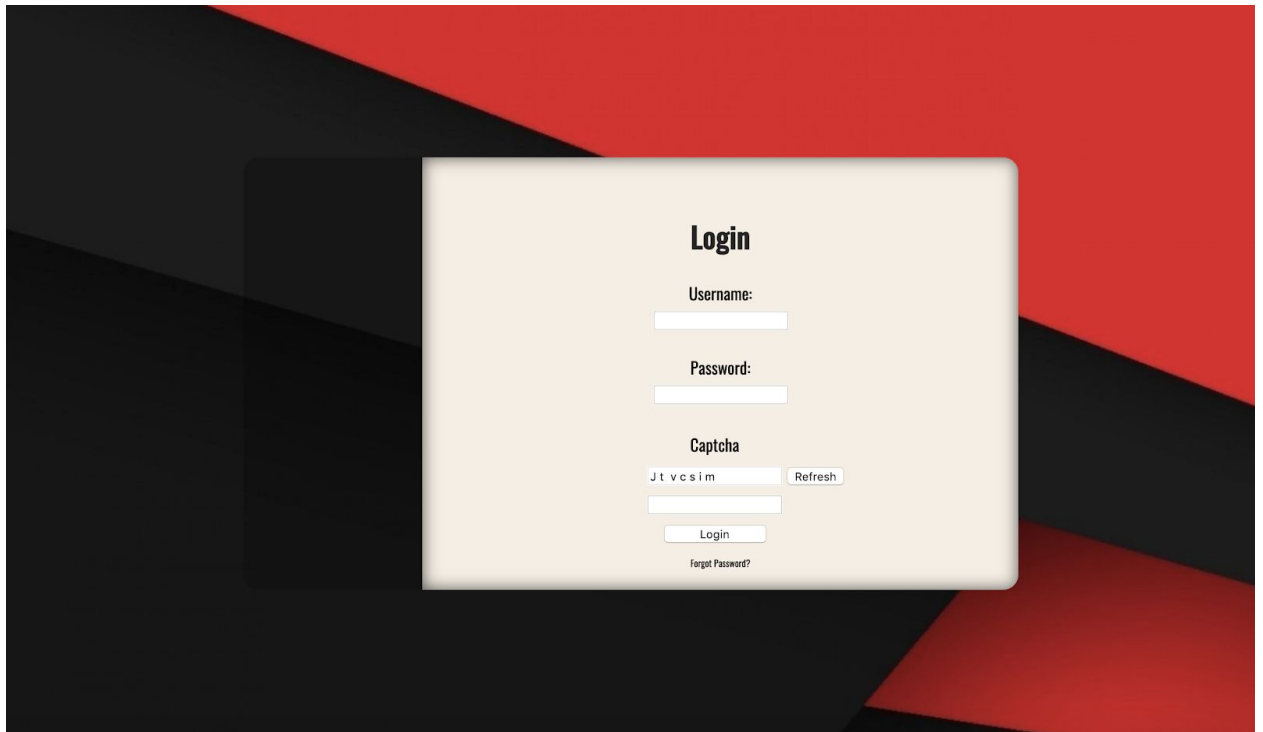 Login
Username:
Password:
Captcha
J t v c s i m Refresh
Login
Forgot Password?